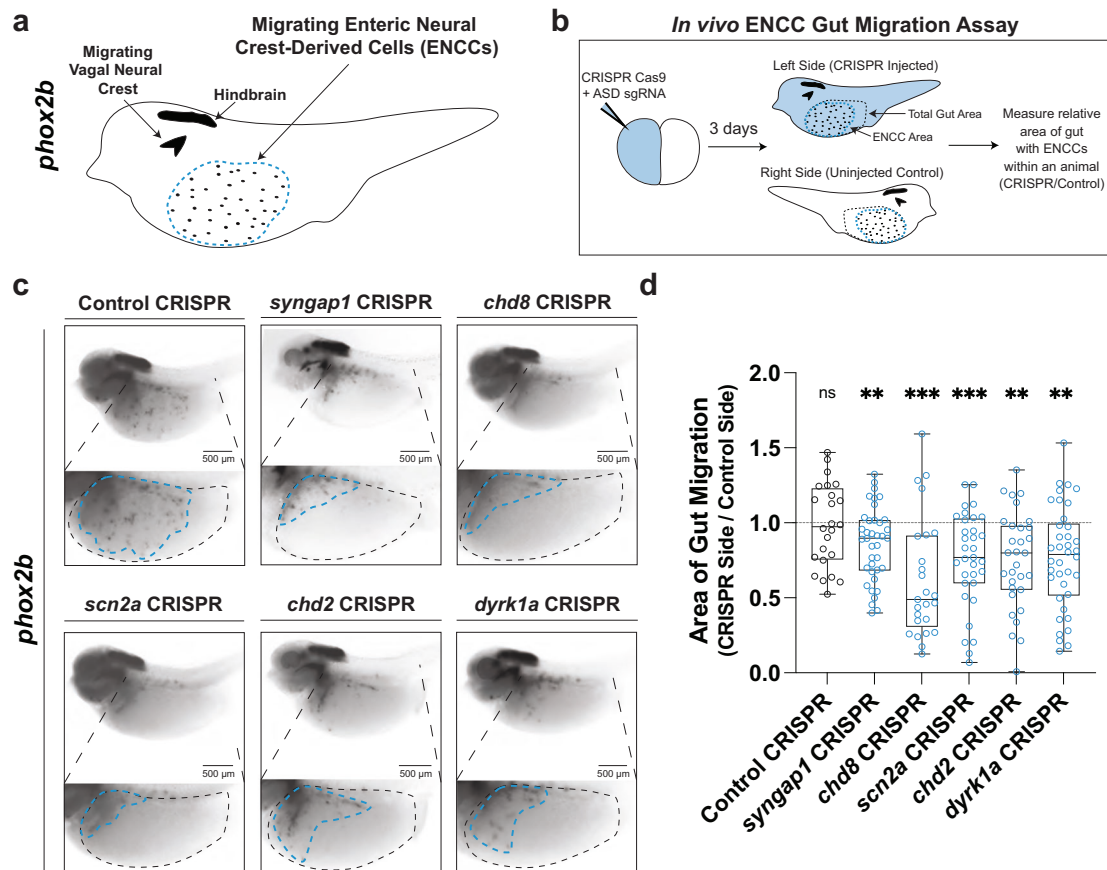 a
phox2b
Migrating
Vagal Neural
Crest
Hindbrain
Migrating Enteric Neural
Crest-Derived Cells (ENCCs)
b
In vivo ENCC Gut Migration Assay
CRISPR Cas9
+ ASD sgRNA
3 days
Left Side (CRISPR Injected)
Total Gut Area
ENCC Area
Right Side (Uninjected Control)
Measure relative
area of gut
with ENCCs
within an animal
(CRISPR/Control)
c
phox2b
Control CRISPR
syngap1 CRISPR
chd8 CRISPR
500 µm
500 µm
500 µm
scn2a CRISPR
chd2 CRISPR
dyrk1a CRISPR
500 µm
500 µm
500 µm
d
Area of Gut Migration
(CRISPR Side / Control Side)
2.0
1.5
1.0
0.5
0.0
ns ** *** *** ** **
Control CRISPR
syngap1 CRISPR
chd8 CRISPR
scn2a CRISPR
chd2 CRISPR
dyrk1a CRISPR